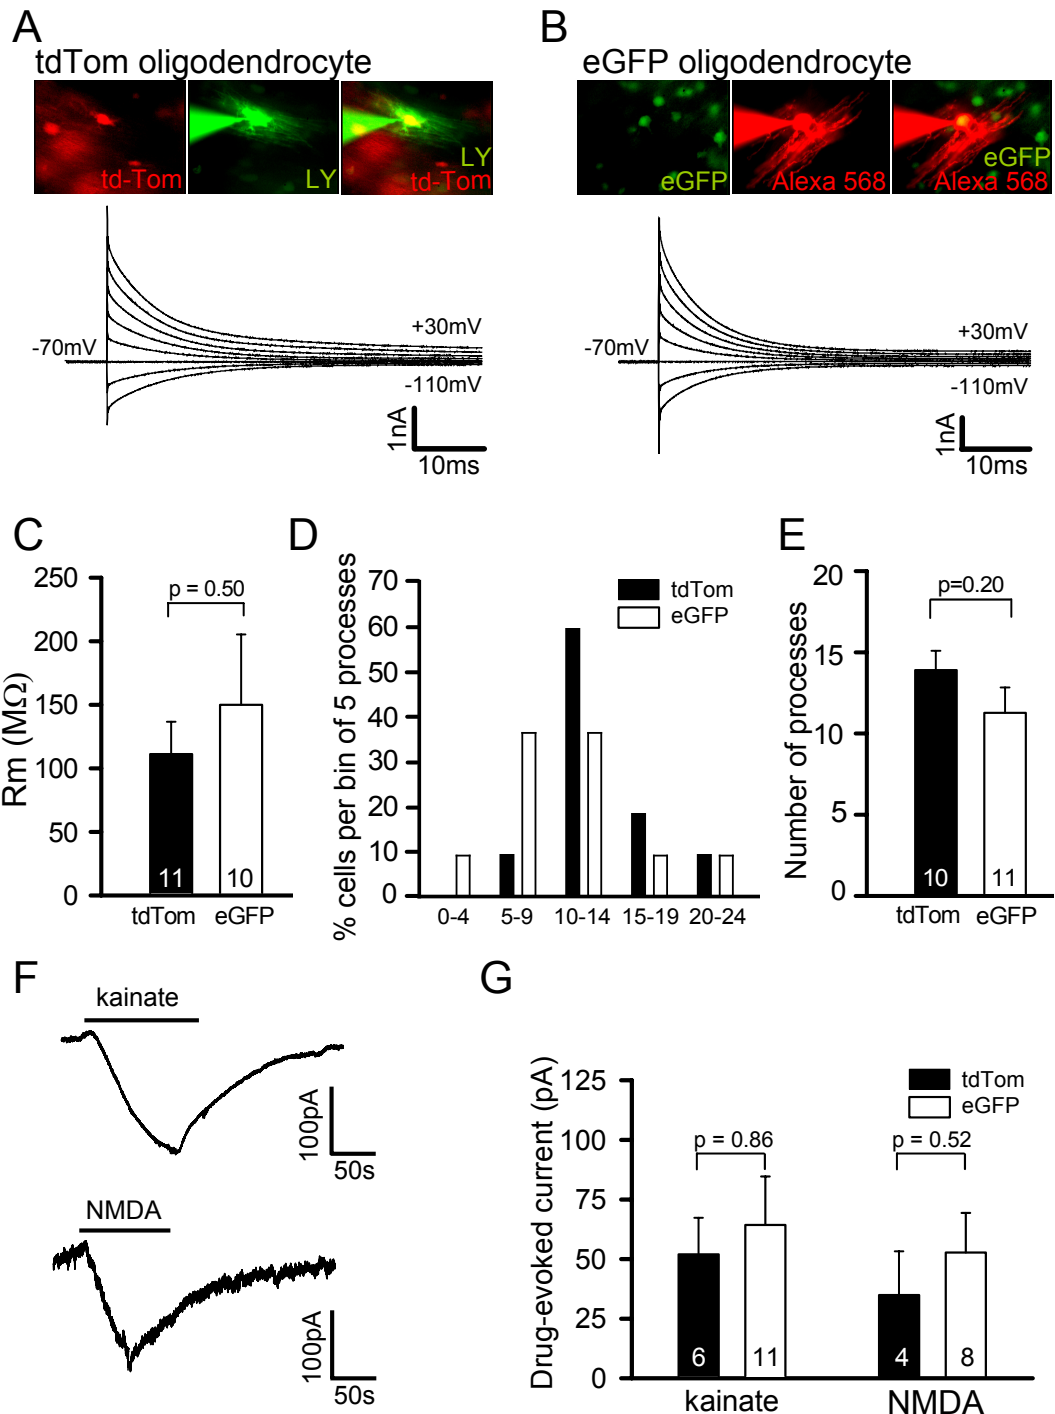 A
tdTom oligodendrocyte
td-Tom
LY
LY
td-Tom
-70mV
+30mV
-110mV
1nA
10ms
B
eGFP oligodendrocyte
eGFP
Alexa 568
eGFP
Alexa 568
-70mV
+30mV
-110mV
1nA
10ms
C
Rm (MΩ)
250
200
150
100
50
0
p = 0.50
11
10
tdTom
eGFP
D
% cells per bin of 5 processes
70
60
50
40
30
20
10
0
tdTom
eGFP
0-4
5-9
10-14
15-19
20-24
E
Number of processes
20
15
10
5
0
p=0.20
10
11
tdTom
eGFP
F
kainate
100pA
50s
NMDA
100pA
50s
G
Drug-evoked current (pA)
125
100
75
50
25
0
tdTom
eGFP
p = 0.86
p = 0.52
6
11
4
8
kainate
NMDA